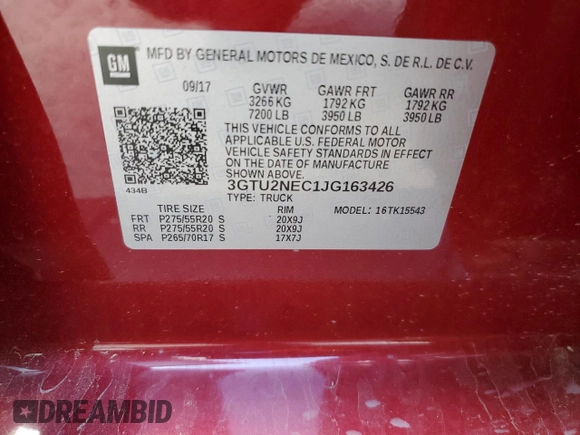 GM
MFD BY GENERAL MOTORS DE MEXICO, S. DE R.L. DE C.V.
09/17 GVWR GAWR FRT GAWR RR
3266 KG 1792 KG 1792 KG
7200 LB 3950 LB 3950 LB
THIS VEHICLE CONFORMS TO ALL
APPLICABLE U.S. FEDERAL MOTOR
VEHICLE SAFETY STANDARDS IN EFFECT
ON THE DATE OF MANUFACTURE
SHOWN ABOVE.
434B 3GTU2NEC1JG163426
TYPE: TRUCK
TIRE SIZE RIM MODEL: 16TK15543
FRT P275/55R20 S 20X9J
RR P275/55R20 S 20X9J
SPA P265/70R17 S 17X7J
DREAMBID